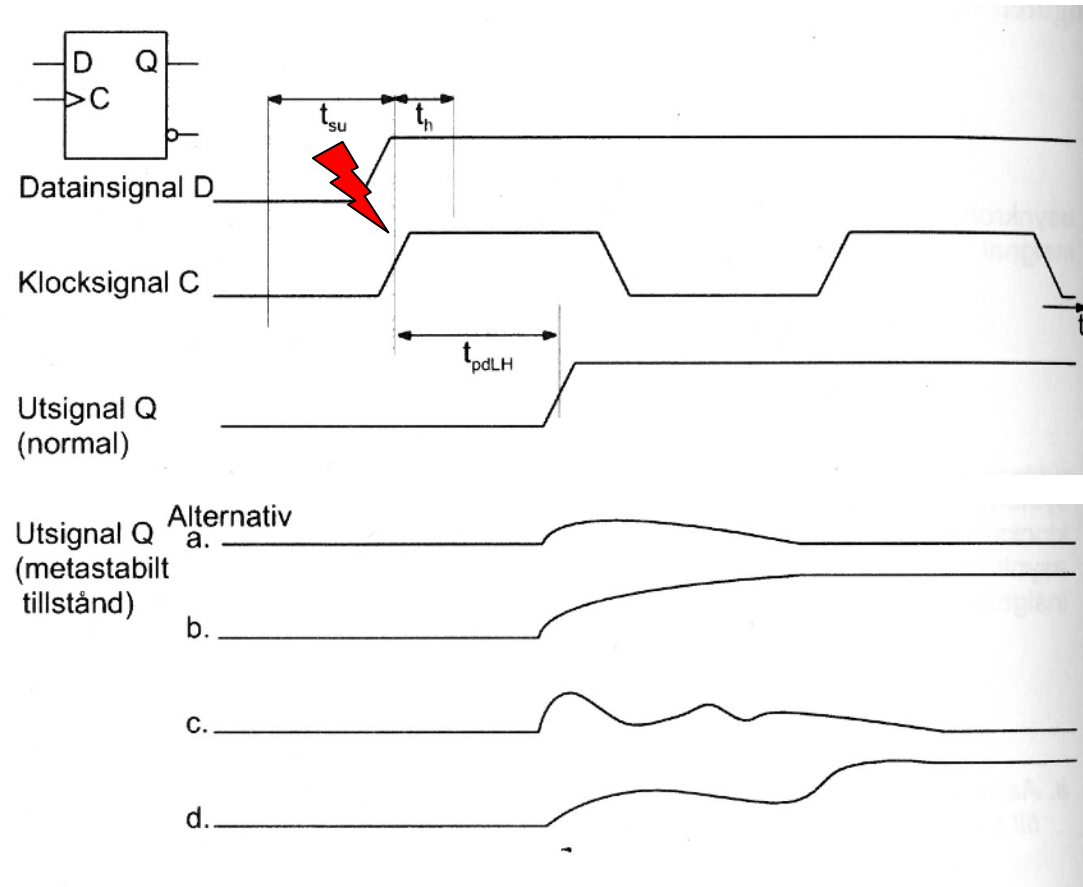 D Q
C
t_su t_h
Datainsignal D
Klocksignal C
t
t_pdLH
Utsignal Q
(normal)
Utsignal Q Alternativ
(metastabilt
tillstånd)
a.
b.
c.
d.